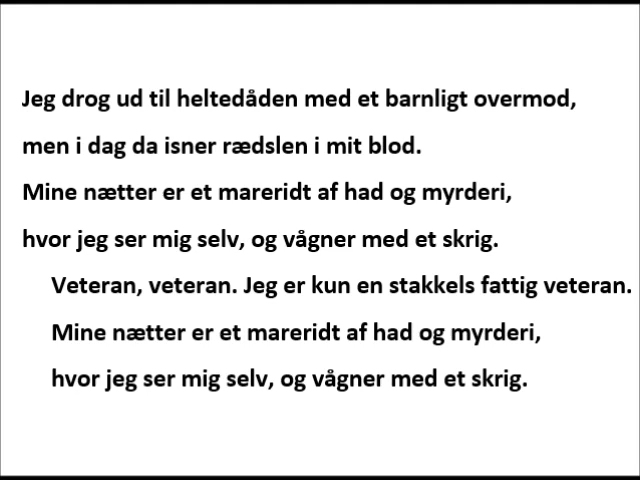 Jeg drog ud til heltedåden med et barnligt overmod,
men i dag da isner rædslen i mit blod.
Mine nætter er et mareridt af had og myrderi,
hvor jeg ser mig selv, og vågner med et skrig.
Veteran, veteran. Jeg er kun en stakkels fattig veteran.
Mine nætter er et mareridt af had og myrderi,
hvor jeg ser mig selv, og vågner med et skrig.